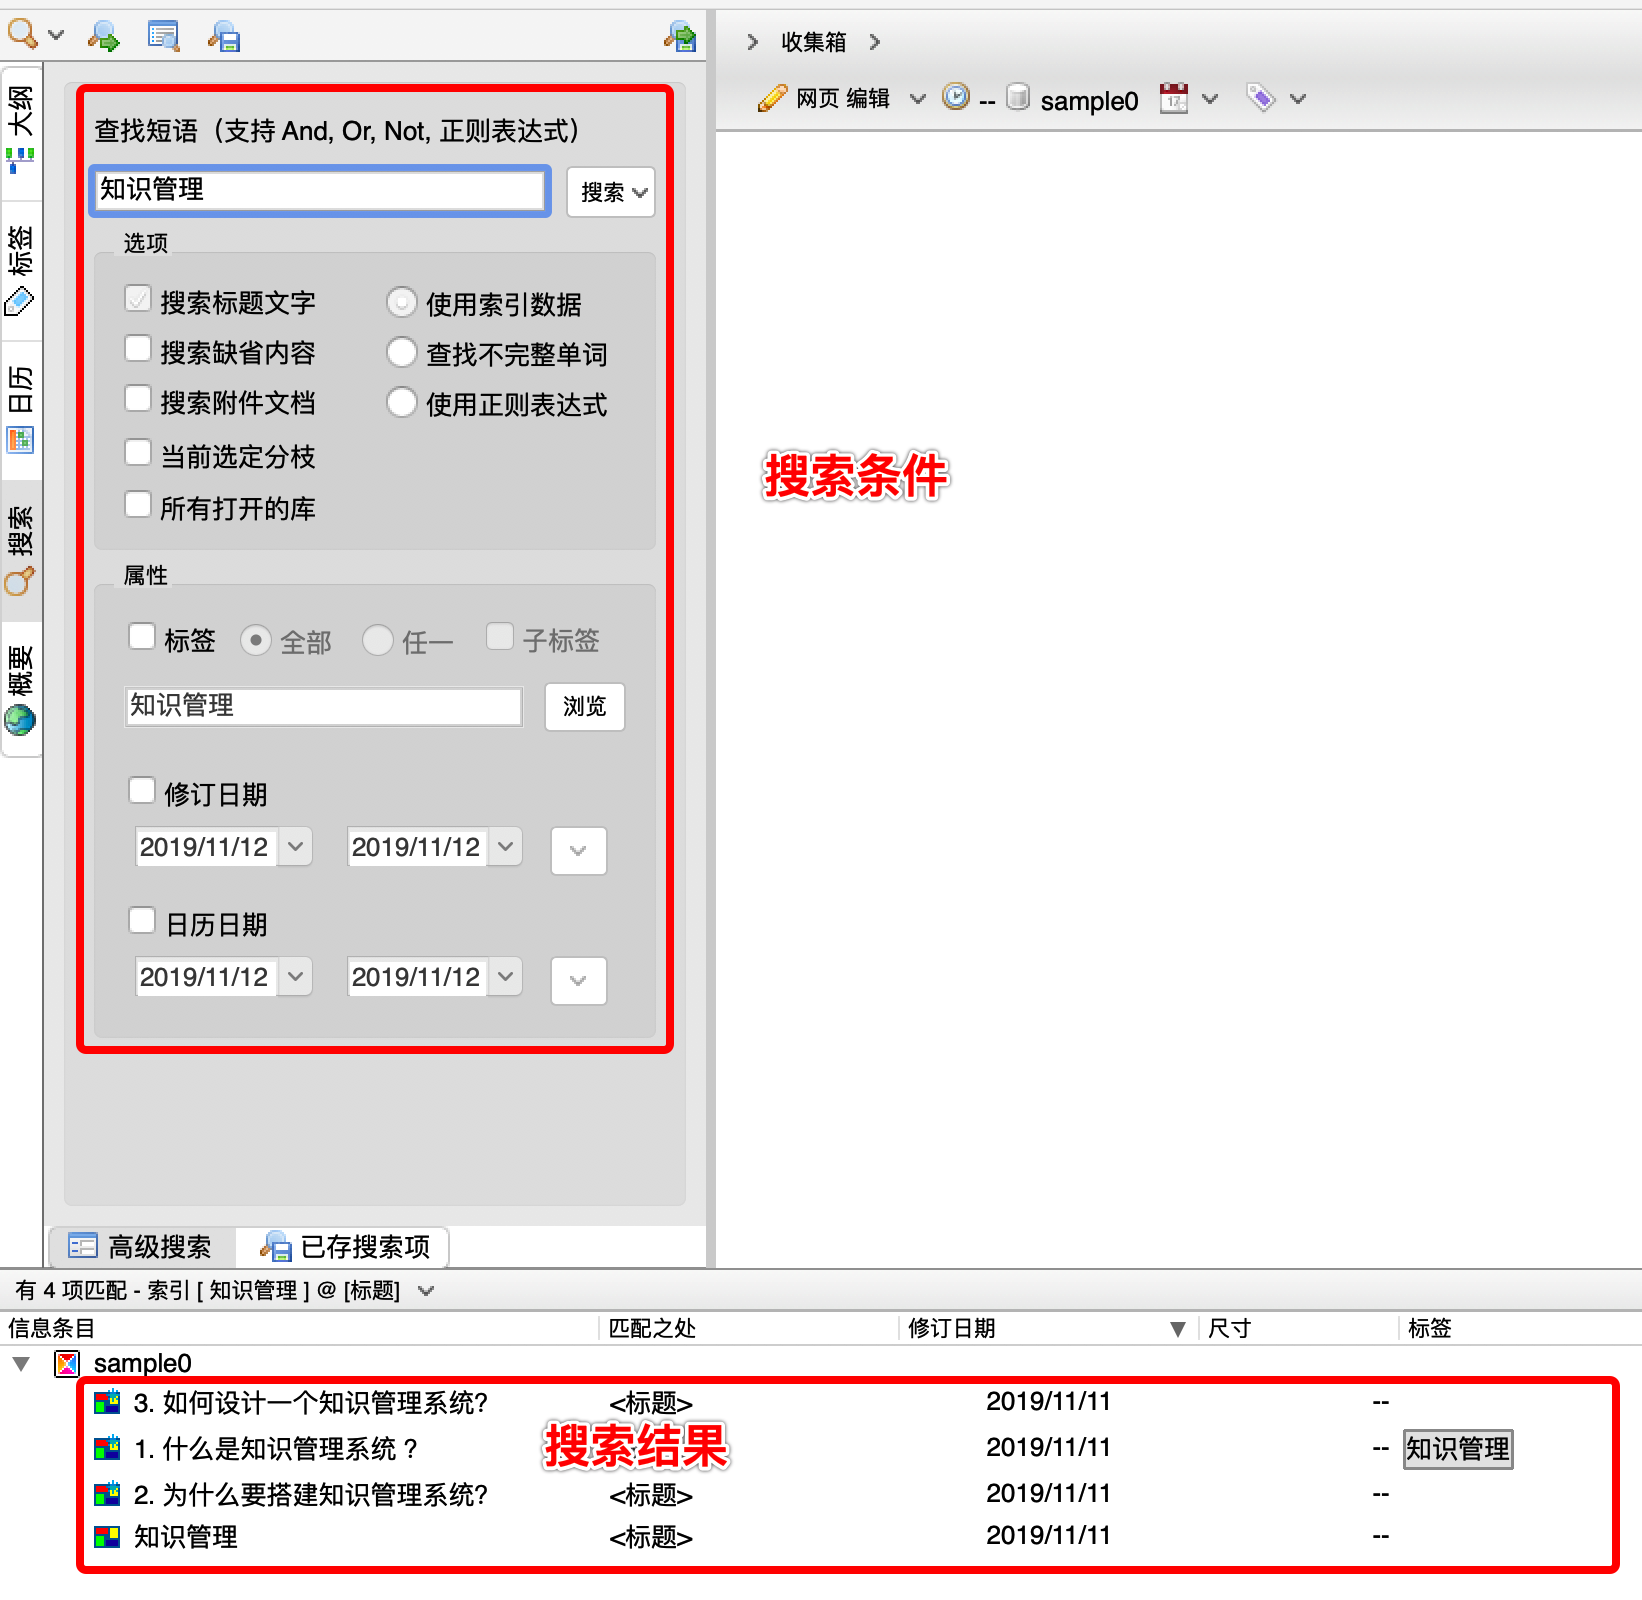 收集箱
网页 编辑
--
sample0
17
大纲
标签
日历
搜索
概要
查找短语（支持 And, Or, Not, 正则表达式）
知识管理
搜索
选项
搜索标题文字 使用索引数据
搜索缺省内容 查找不完整单词
搜索附件文档 使用正则表达式
当前选定分枝
所有打开的库
搜索条件
属性
标签 全部 任一 子标签
知识管理 浏览
修订日期
2019/11/12 2019/11/12
日历日期
2019/11/12 2019/11/12
高级搜索 已存搜索项
有 4 项匹配 - 索引 [ 知识管理 ] @ [标题]
信息条目 匹配之处 修订日期 尺寸 标签
sample0
3. 如何设计一个知识管理系统? <标题> 2019/11/11 --
搜索结果
1. 什么是知识管理系统 ? 2019/11/11 -- 知识管理
2. 为什么要搭建知识管理系统? <标题> 2019/11/11 --
知识管理 <标题> 2019/11/11 --